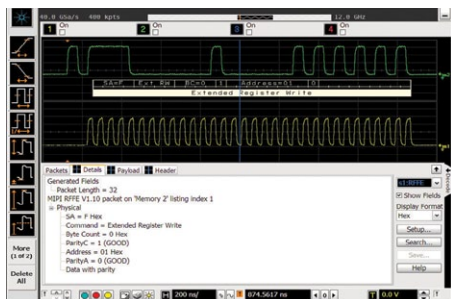 40.0 GSa/s 400 kpts
12.0 GHz
1 On
2 On
3 On
4 On
SA=F Ext RW BC=0 [1] Address=01 [0]
Extended Register Write
Packets Details Payload Header
Generated Fields
Packet Length = 32
MIPI RFFE V1.10 packet on 'Memory 2' listing index 1
Physical
SA = F Hex
Command = Extended Register Write
Byte Count = 0 Hex
ParityC = 1 (GOOD)
Address = 01 Hex
ParityA = 0 (GOOD)
Data with parity
Decode
Show Fields
Display Format
Hex
Setup...
Search...
Save...
Help
More
(1 of 2)
Delete
All
H 200 ns/
874.5617 ns
0
T 0.0 V